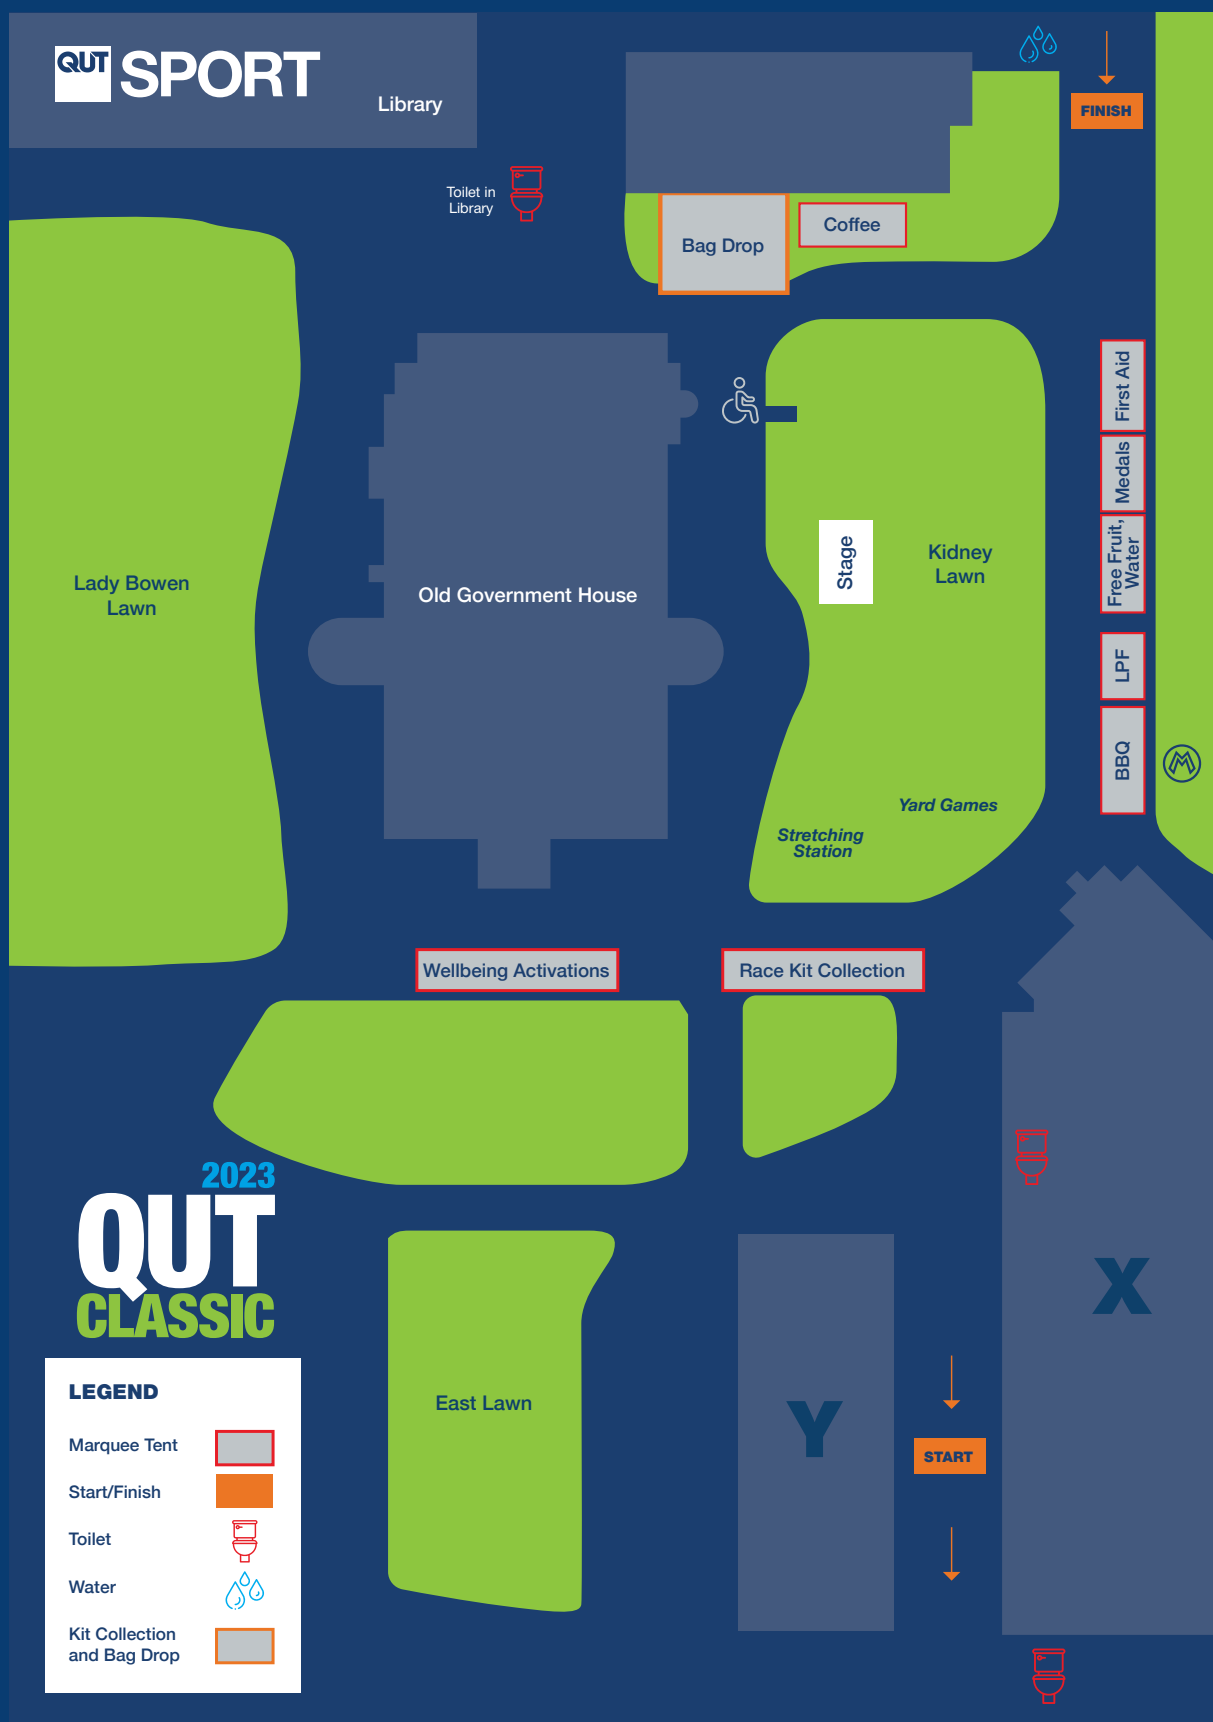 QUT SPORT
Library
FINISH
Toilet in
Library
Bag Drop
Coffee
First Aid
Medals
Free Fruit,
Water
LPF
BBQ
Stage
Kidney
Lawn
Lady Bowen
Lawn
Old Government House
Yard Games
Stretching
Station
Wellbeing Activations
Race Kit Collection
2023
QUT
CLASSIC
X
Y
East Lawn
START
LEGEND
Marquee Tent
Start/Finish
Toilet
Water
Kit Collection
and Bag Drop